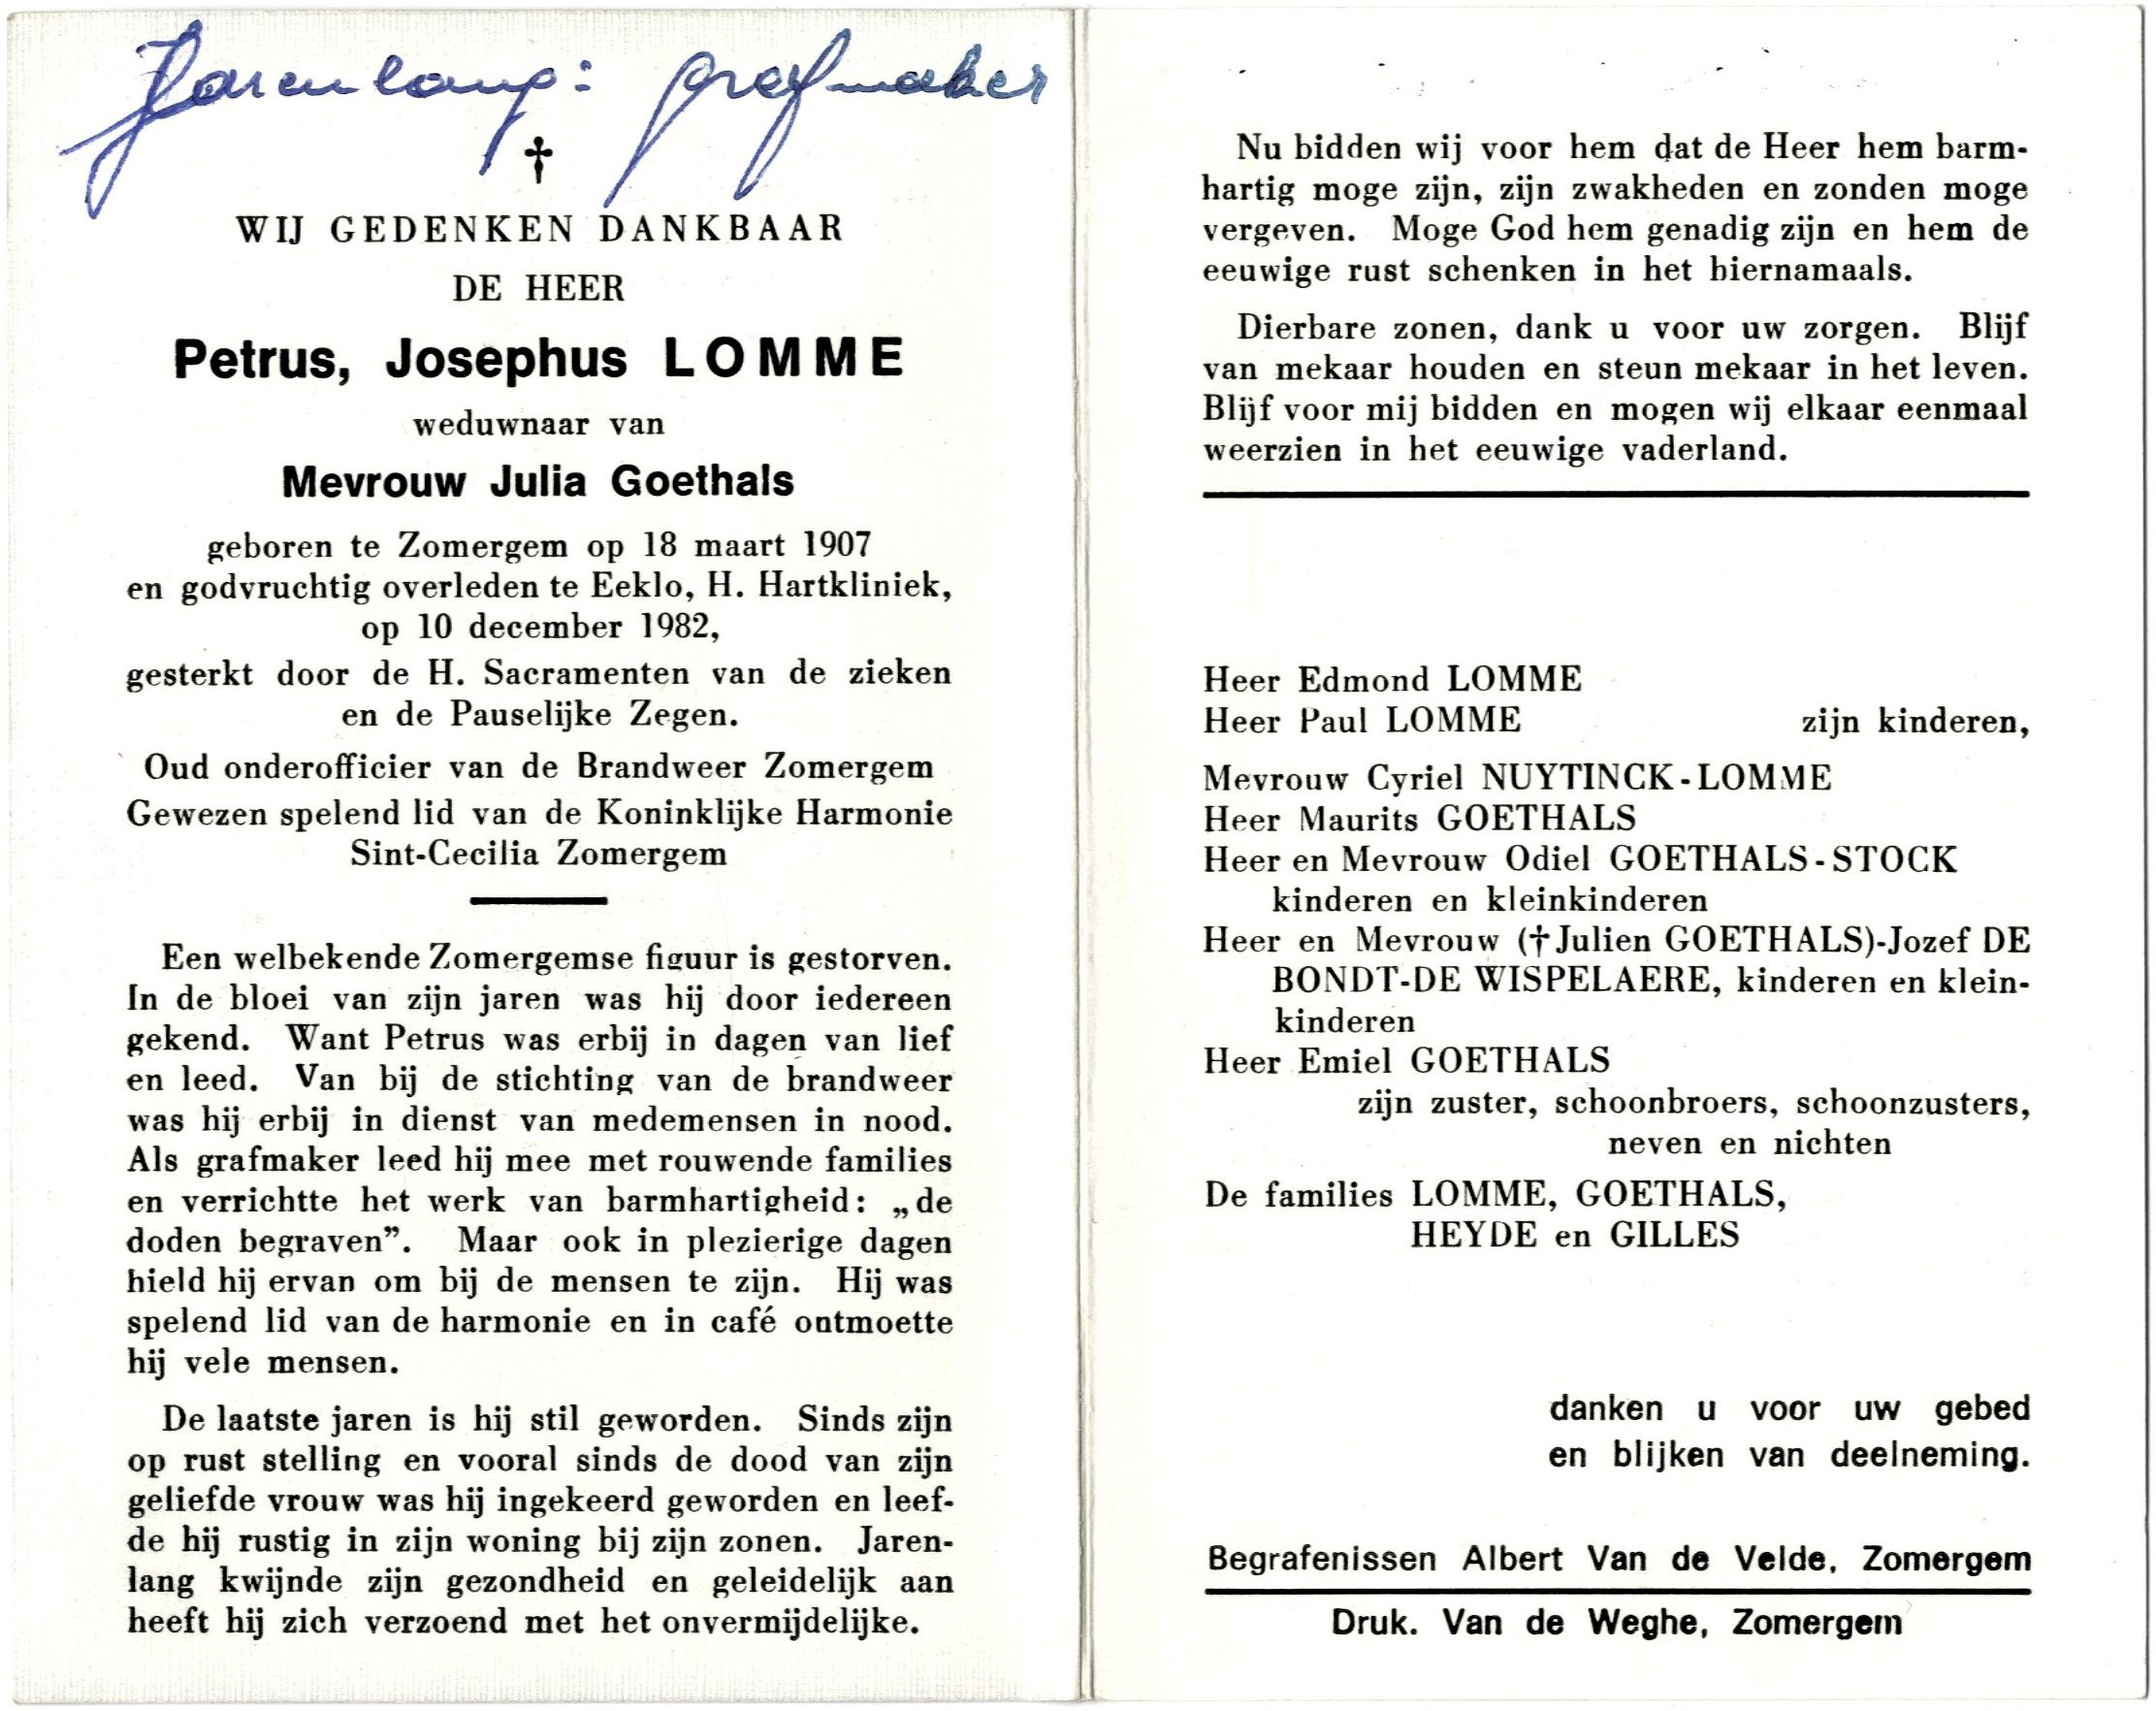 Jarenlang: grafmaker
†
WIJ GEDENKEN DANKBAAR
DE HEER
Petrus, Josephus LOMME
weduwnaar van
Mevrouw Julia Goethals
geboren te Zomergem op 18 maart 1907
en godvruchtig overleden te Eeklo, H. Hartkliniek,
op 10 december 1982,
gesterkt door de H. Sacramenten van de zieken
en de Pauselijke Zegen.
Oud onderofficier van de Brandweer Zomergem
Gewezen spelend lid van de Koninklijke Harmonie
Sint-Cecilia Zomergem
Een welbekende Zomergemse figuur is gestorven.
In de bloei van zijn jaren was hij door iedereen
gekend. Want Petrus was erbij in dagen van lief
en leed. Van bij de stichting van de brandweer
was hij erbij in dienst van medemensen in nood.
Als grafmaker leed hij mee met rouwende families
en verrichtte het werk van barmhartigheid: „de
doden begraven”. Maar ook in plezierige dagen
hield hij ervan om bij de mensen te zijn. Hij was
spelend lid van de harmonie en in café ontmoette
hij vele mensen.
De laatste jaren is hij stil geworden. Sinds zijn
op rust stelling en vooral sinds de dood van zijn
geliefde vrouw was hij ingekeerd geworden en leef-
de hij rustig in zijn woning bij zijn zonen. Jaren-
lang kwijnde zijn gezondheid en geleidelijk aan
heeft hij zich verzoend met het onvermijdelijke.
Nu bidden wij voor hem dat de Heer hem barm-
hartig moge zijn, zijn zwakheden en zonden moge
vergeven. Moge God hem genadig zijn en hem de
eeuwige rust schenken in het hiernamaals.
Dierbare zonen, dank u voor uw zorgen. Blijf
van mekaar houden en steun mekaar in het leven.
Blijf voor mij bidden en mogen wij elkaar eenmaal
weerzien in het eeuwige vaderland.
Heer Edmond LOMME
Heer Paul LOMME zijn kinderen,
Mevrouw Cyriel NUYTINCK-LOMME
Heer Maurits GOETHALS
Heer en Mevrouw Odiel GOETHALS-STOCK
kinderen en kleinkinderen
Heer en Mevrouw († Julien GOETHALS)-Jozef DE
BONDT-DE WISPELAERE, kinderen en klein-
kinderen
Heer Emiel GOETHALS
zijn zuster, schoonbroers, schoonzusters,
neven en nichten
De families LOMME, GOETHALS,
HEYDE en GILLES
danken u voor uw gebed
en blijken van deelneming.
Begrafenissen Albert Van de Velde, Zomergem
Druk. Van de Weghe, Zomergem